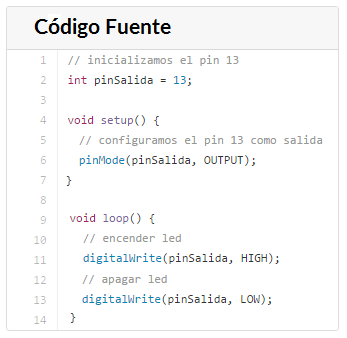 Código Fuente
1 // inicializamos el pin 13
2 int pinSalida = 13;
3
4 void setup() {
5 // configuramos el pin 13 como salida
6 pinMode(pinSalida, OUTPUT);
7 }
8
9 void loop() {
10 // encender led
11 digitalWrite(pinSalida, HIGH);
12 // apagar led
13 digitalWrite(pinSalida, LOW);
14 }